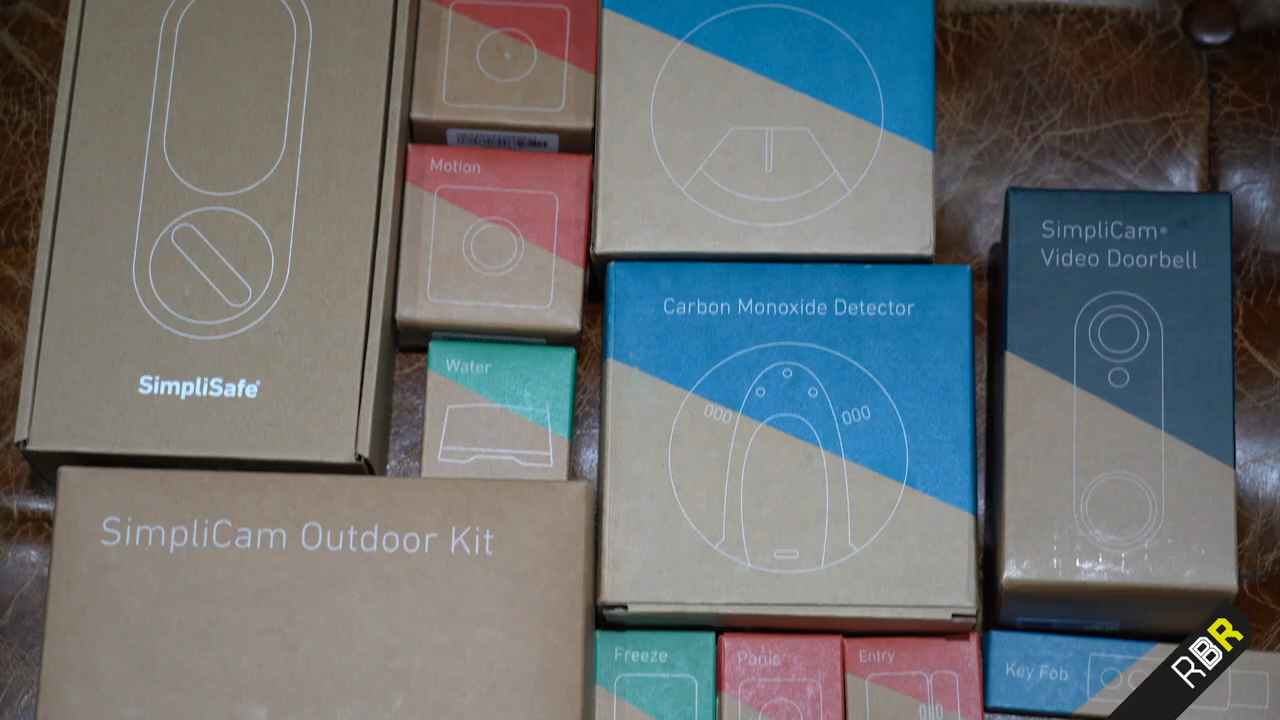 Motion
SimpliCam®
Video Doorbell
Carbon Monoxide Detector
Water
SimpliSafe®
SimpliCam Outdoor Kit
Freeze
Panic
Entry
Key Fob
RBR